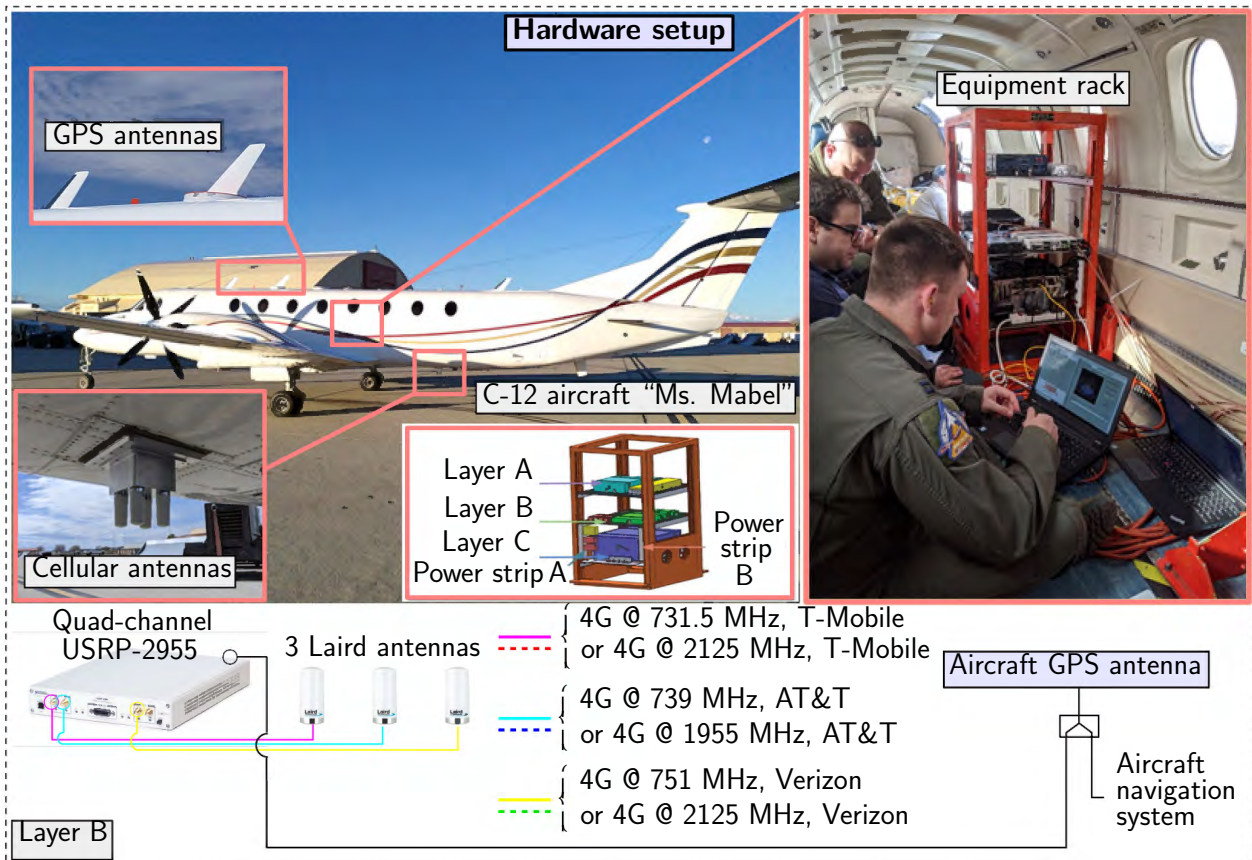 Hardware setup
GPS antennas
Equipment rack
C-12 aircraft “Ms. Mabel”
Cellular antennas
Layer A
Layer B
Layer C
Power strip A
Power
strip
B
Quad-channel
USRP-2955
3 Laird antennas
Laird
Laird
Laird
4G @ 731.5 MHz, T-Mobile
or 4G @ 2125 MHz, T-Mobile
4G @ 739 MHz, AT&T
or 4G @ 1955 MHz, AT&T
4G @ 751 MHz, Verizon
or 4G @ 2125 MHz, Verizon
Aircraft GPS antenna
Aircraft
navigation
system
Layer B